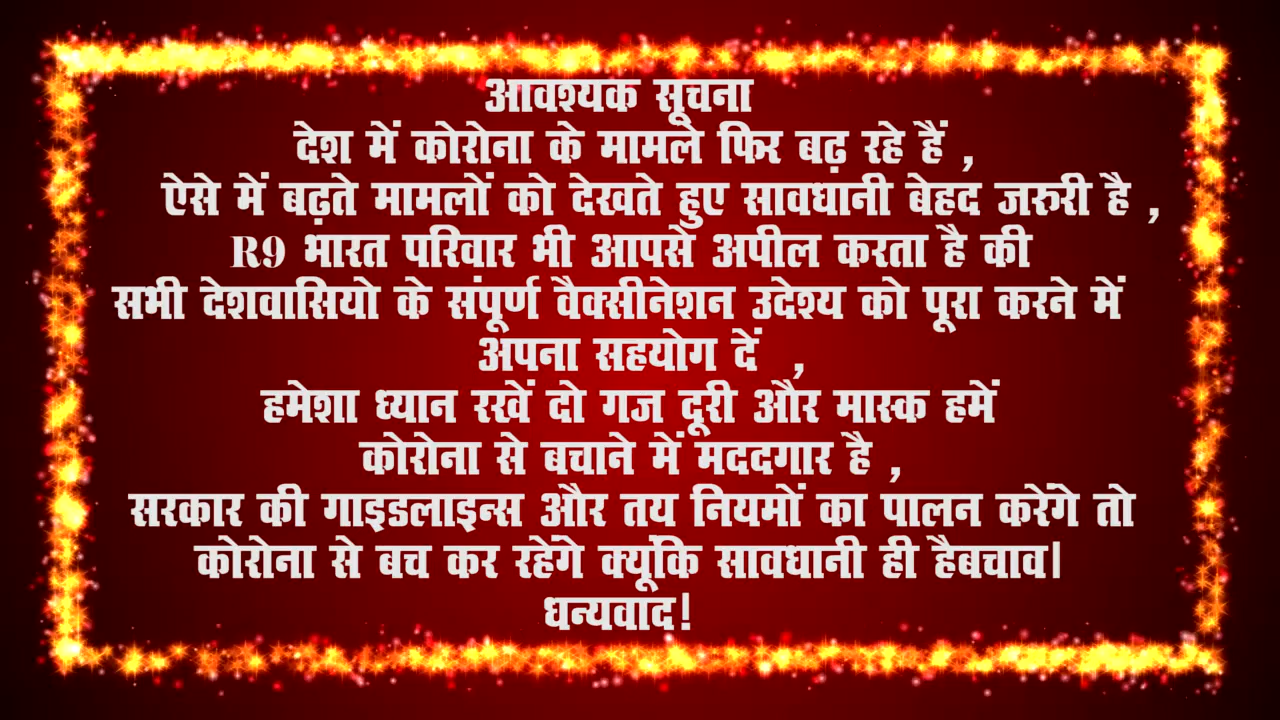 आवश्यक सूचना
देश में कोरोना के मामले फिर बढ़ रहे हैं ,
ऐसे में बढ़ते मामलों को देखते हुए सावधानी बेहद जरुरी है ,
R9 भारत परिवार भी आपसे अपील करता है की
सभी देशवासियो के संपूर्ण वैक्सीनेशन उदेश्य को पूरा करने में
अपना सहयोग दें ,
हमेशा ध्यान रखें दो गज दूरी और मास्क हमें
कोरोना से बचाने में मददगार है ,
सरकार की गाइडलाइन्स और तय नियमों का पालन करेंगे तो
कोरोना से बच कर रहेंगे क्यूंकि सावधानी ही हैबचाव।
धन्यवाद!